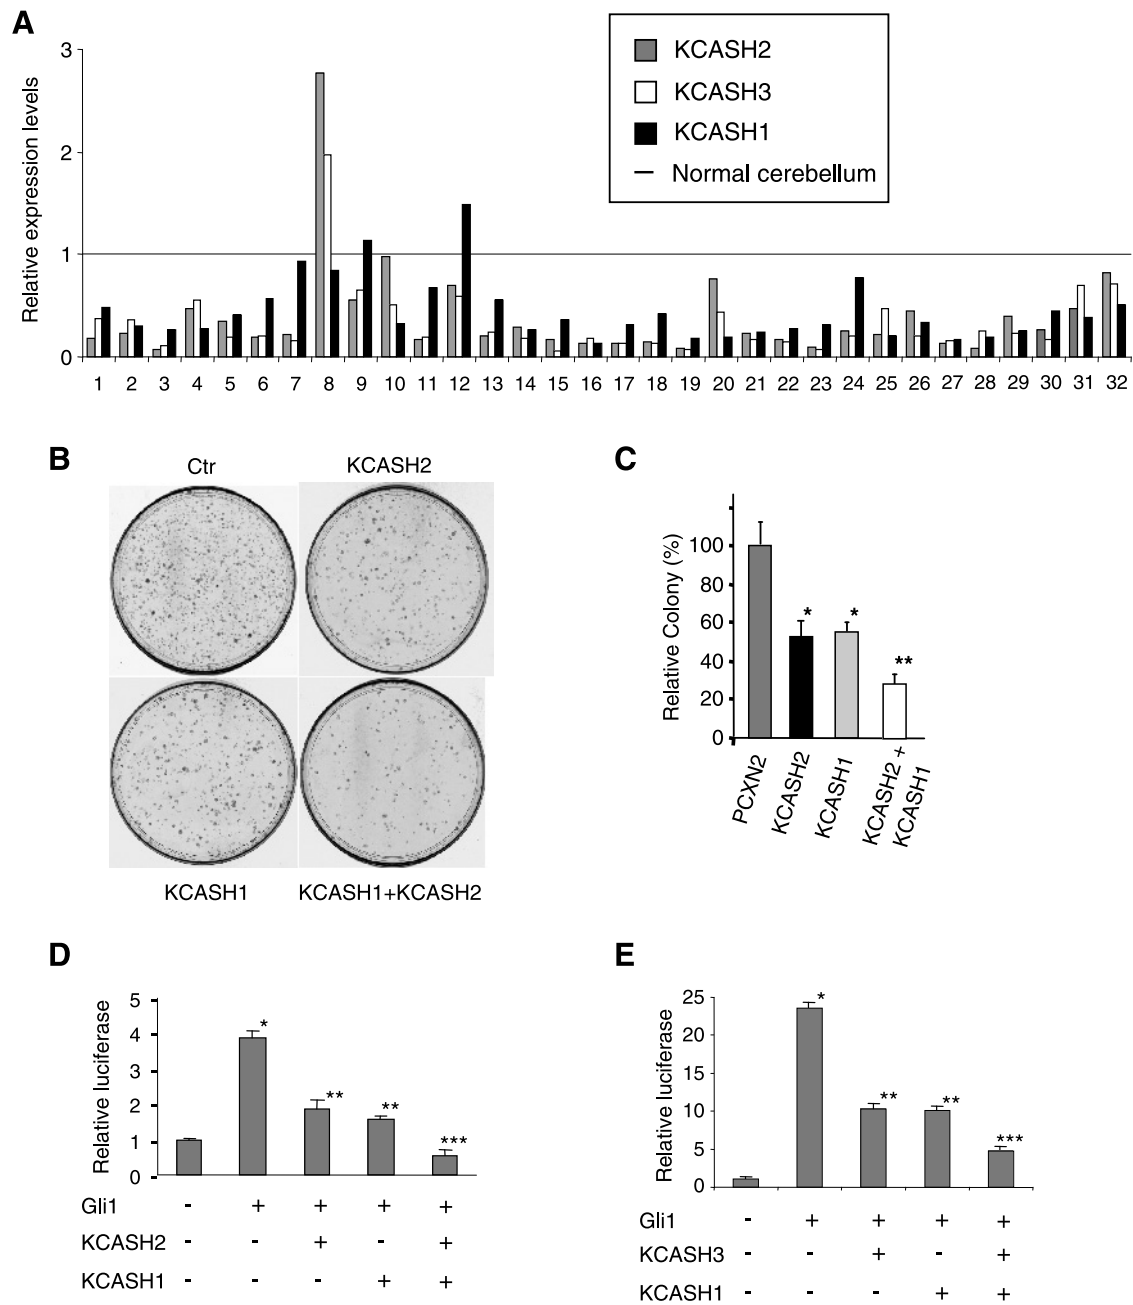 A
Relative expression levels
3
2
1
0
KCASH2
KCASH3
KCASH1
Normal cerebellum
1 2 3 4 5 6 7 8 9 10 11 12 13 14 15 16 17 18 19 20 21 22 23 24 25 26 27 28 29 30 31 32
B
Ctr KCASH2
KCASH1 KCASH1+KCASH2
C
Relative Colony (%)
100
80
60
40
20
0
* * **
PCXN2
KCASH2
KCASH1
KCASH2 +
KCASH1
D
Relative luciferase
5
4
3
2
1
0
* ** ** ***
Gli1 - + + + +
KCASH2 - - + - +
KCASH1 - - - + +
E
Relative luciferase
25
20
15
10
5
0
* ** ** ***
Gli1 - + + + +
KCASH3 - - + - +
KCASH1 - - - + +